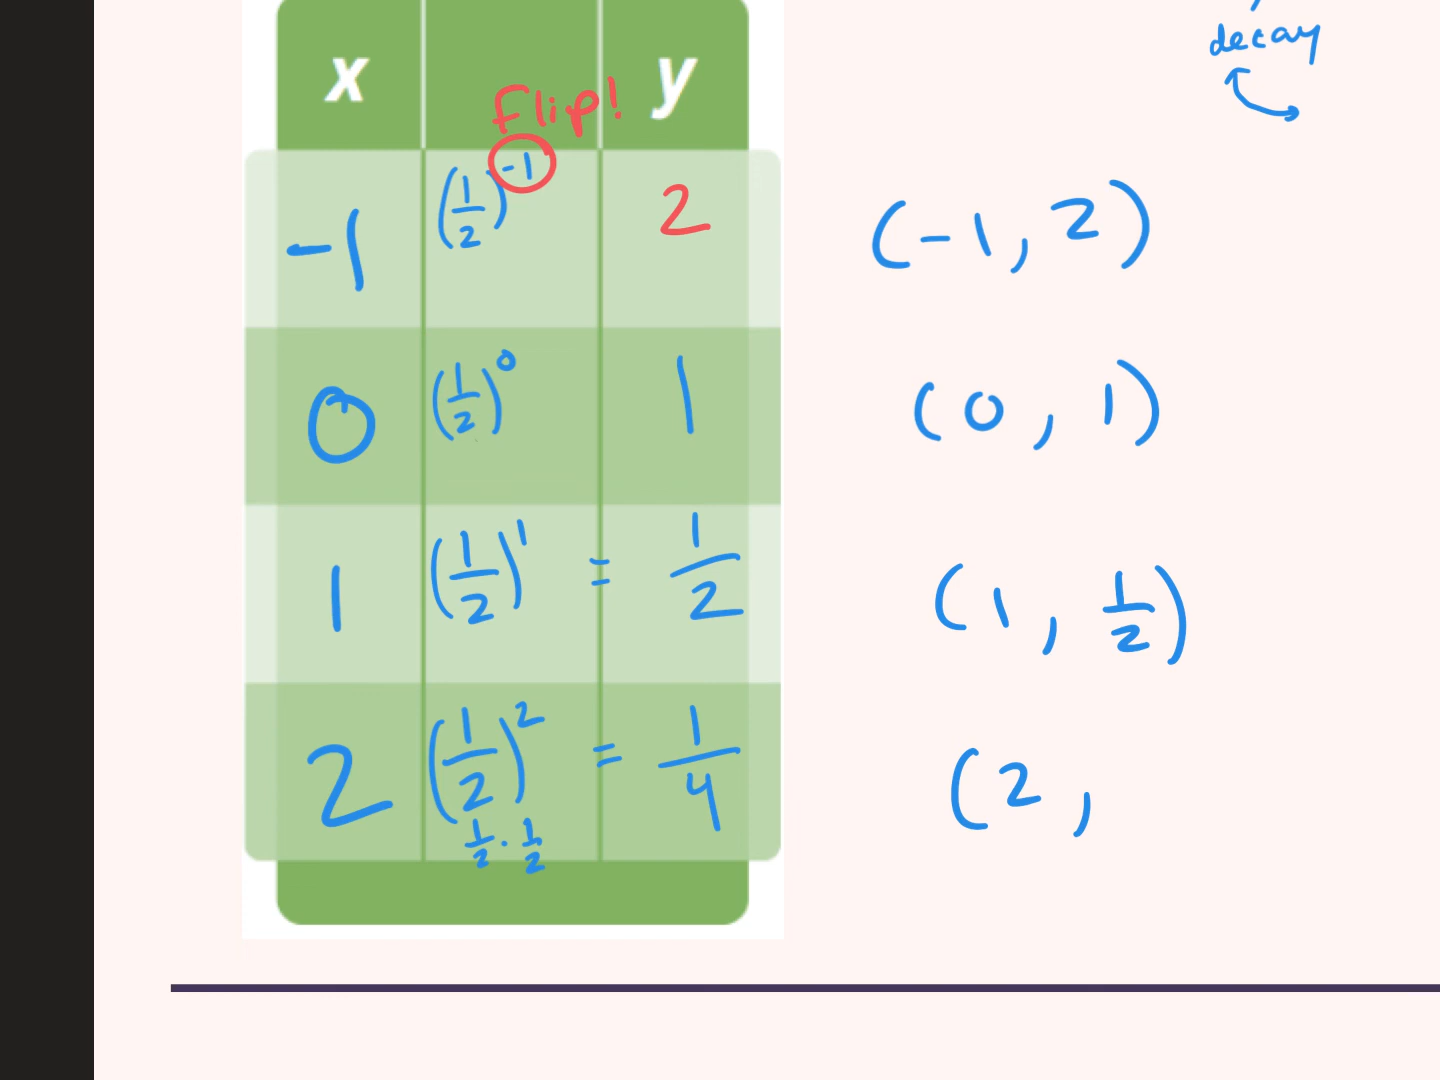 decay
x y
Flip!
(1/2)^-1 2 (-1, 2)
-1
0 (1/2)^0 1 (0, 1)
1 (1/2)^1 = 1/2 (1, 1/2)
2 (1/2)^2 = 1/4 (2,
1/2 · 1/2